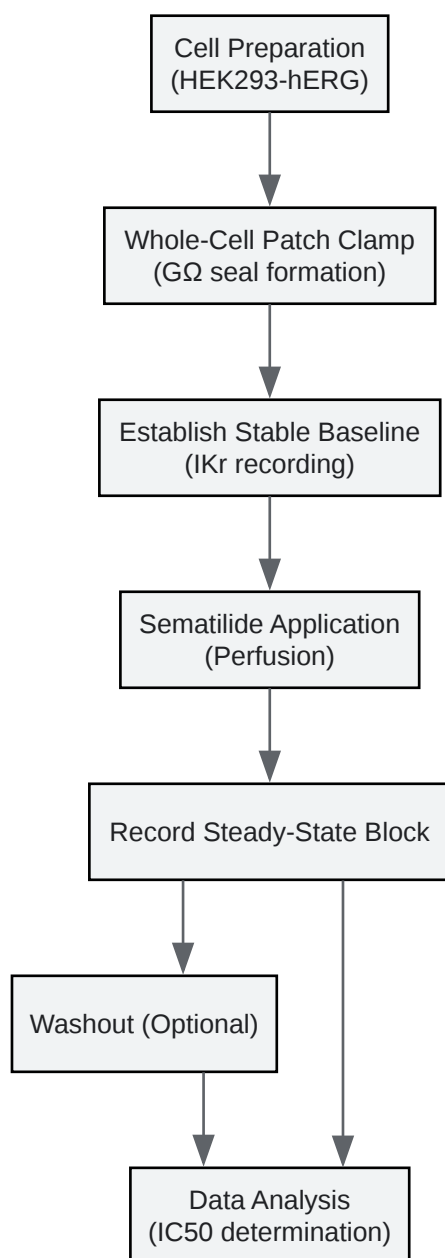 Cell Preparation
(HEK293-hERG)
Whole-Cell Patch Clamp
(GΩ seal formation)
Establish Stable Baseline
(IKr recording)
Sematilide Application
(Perfusion)
Record Steady-State Block
Washout (Optional)
Data Analysis
(IC50 determination)